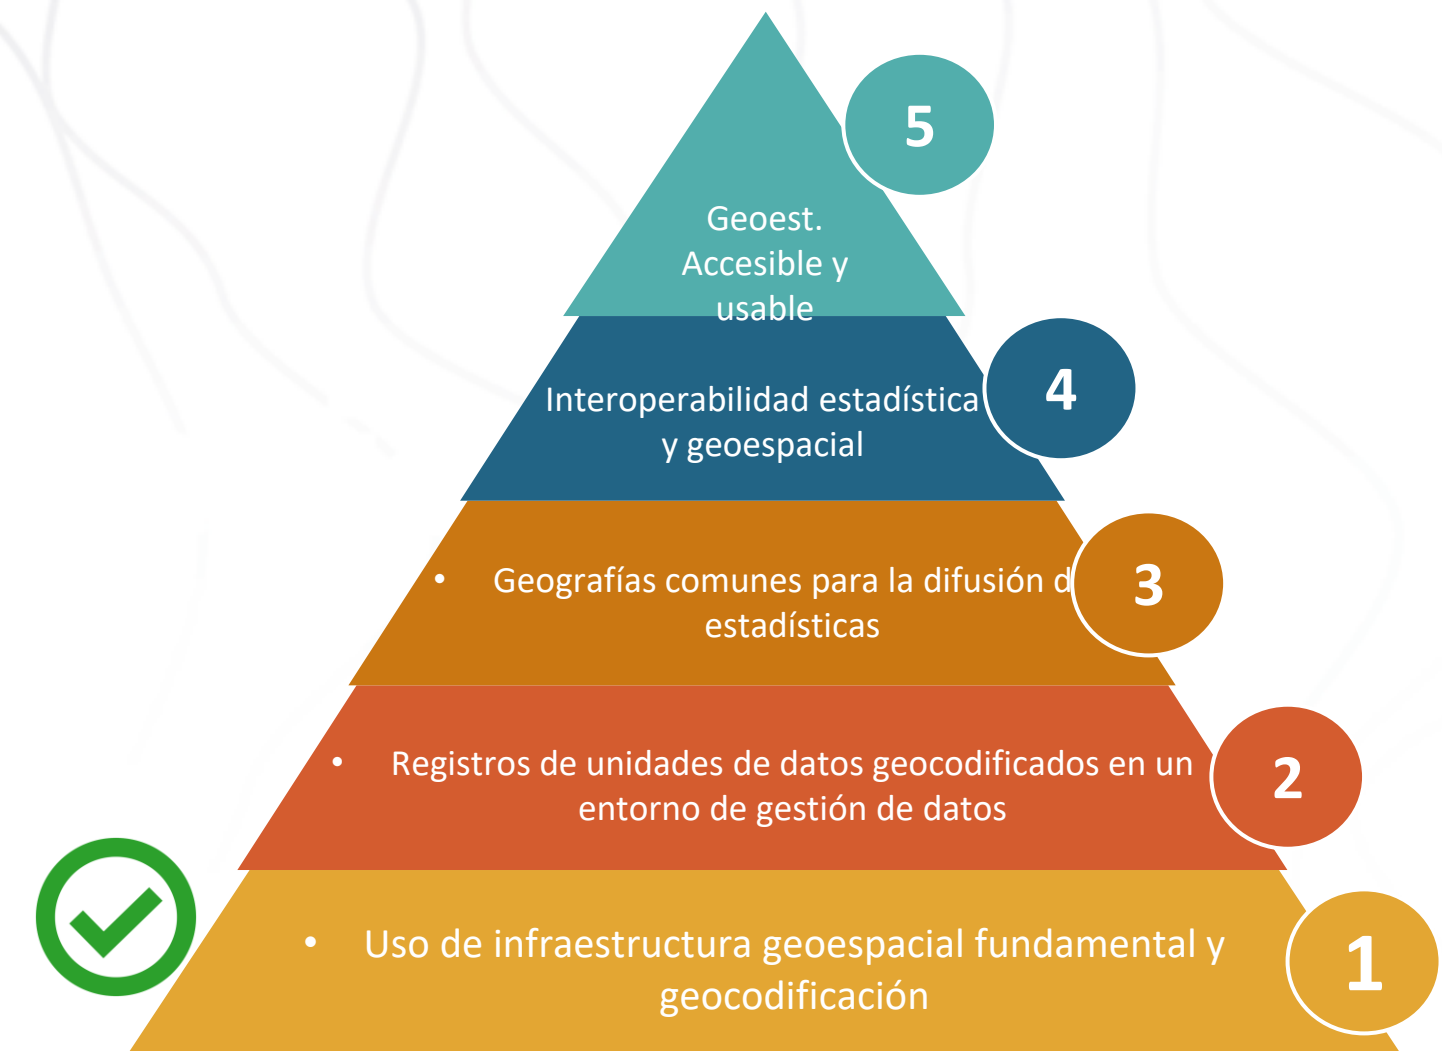 5
Geoest.
Accesible y
usable
4
Interoperabilidad estadística
y geoespacial
3
• Geografías comunes para la difusión
estadísticas
2
• Registros de unidades de datos geocodificados en un
entorno de gestión de datos
1
• Uso de infraestructura geoespacial fundamental y
geocodificación